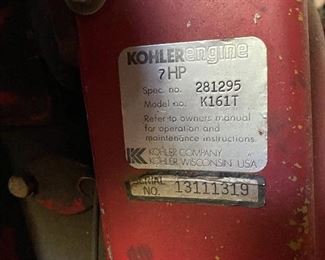 KOHLER engine
7 HP
Spec. no. 281295
Model no. K161T
Refer to owners manual
for operation and
maintenance instructions.
K KOHLER COMPANY
KOHLER WISCONSIN USA
SERIAL
NO. 13111319